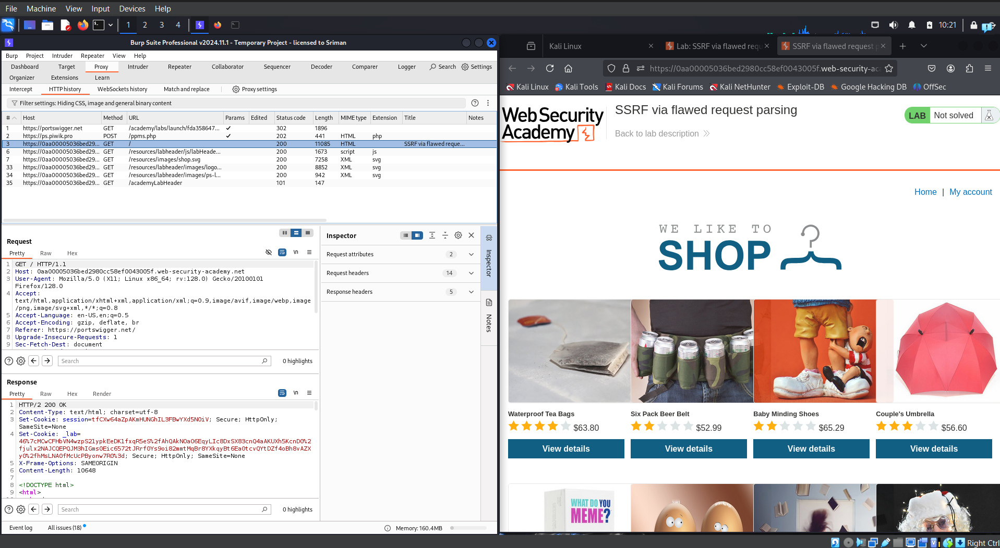 File Machine View Input Devices Help
1 2 3 4 10:21
Burp Suite Professional v2024.11.1 - Temporary Project - licensed to Sriman
Burp Project Intruder Repeater View Help
Dashboard Target Proxy Intruder Repeater Collaborator Sequencer Decoder Comparer Logger Search Settings
Organizer Extensions Learn
Intercept HTTP history WebSockets history Match and replace Proxy settings
Filter settings: Hiding CSS, image and general binary content
# Host Method URL Params Edited Status code Length MIME type Extension Title Notes
1 https://portswigger.net GET /academy/labs/launch/fda358647... ✓ 302 1896
2 https://ps.piwik.pro POST /ppms.php ✓ 202 441 HTML php
3 https://0aa00005036bed29... GET / 200 11085 HTML SSRF via flawed reque...
6 https://0aa00005036bed29... GET /resources/labheader/js/labHeade... 200 1673 script js
7 https://0aa00005036bed29... GET /resources/images/shop.svg 200 7258 XML svg
33 https://0aa00005036bed29... GET /resources/labheader/images/logo... 200 8852 XML svg
34 https://0aa00005036bed29... GET /resources/labheader/images/ps-l... 200 942 XML svg
35 https://0aa00005036bed29... GET /academyLabHeader 101 147
Request
Pretty Raw Hex \n
1 GET / HTTP/1.1
2 Host: 0aa00005036bed2980cc58ef0043005f.web-security-academy.net
3 User-Agent: Mozilla/5.0 (X11; Linux x86_64; rv:128.0) Gecko/20100101
Firefox/128.0
4 Accept:
text/html,application/xhtml+xml,application/xml;q=0.9,image/avif,image/webp,image
/png,image/svg+xml,*/*;q=0.8
5 Accept-Language: en-US,en;q=0.5
6 Accept-Encoding: gzip, deflate, br
7 Referer: https://portswigger.net/
8 Upgrade-Insecure-Requests: 1
9 Sec-Fetch-Dest: document
Search 0 highlights
Response
Pretty Raw Hex Render \n
1 HTTP/2 200 OK
2 Content-Type: text/html; charset=utf-8
3 Set-Cookie: session=tfCXw64aZpAKmHUNGhIL3FBwYXd5NOiV; Secure; HttpOnly;
SameSite=None
4 Set-Cookie: _lab=
46%7cMCwCFHbVN4wzpS21ypkEeDK1fxqR5eS%2fAhQAkNOaO6EqyLIc8DxSX83cnQ4aAKUXh5KcnD0%2
fjulx2NAJCQEPQJM3hIGms0Eic6572tJRrf0Ys9oi82mmtMqBr8YXkqyBt6Ea0tcvQYtDZf4oBh8vAZX
y0%2fhMsLNA0fMcUcPByonw7R0%3d; Secure; HttpOnly; SameSite=None
5 X-Frame-Options: SAMEORIGIN
6 Content-Length: 10648
7
8 <!DOCTYPE html>
9 <html>
Search 0 highlights
Event log All issues (18) Memory: 160.4MB
Inspector
Request attributes 2
Request headers 14
Response headers 5
Inspector
Notes
Kali Linux Lab: SSRF via flawed requ SSRF via flawed request p
https://0aa00005036bed2980cc58ef0043005f.web-security-ac
Kali Linux Kali Tools Kali Docs Kali Forums Kali NetHunter Exploit-DB Google Hacking DB OffSec
Web Security
Academy
SSRF via flawed request parsing
Back to lab description
LAB Not solved
Home | My account
WE LIKE TO
SHOP
Waterproof Tea Bags
$63.80
View details
Six Pack Beer Belt
$52.99
View details
Baby Minding Shoes
$65.29
View details
Couple's Umbrella
$56.60
View details
WHAT DO YOU
MEME?
Right Ctrl